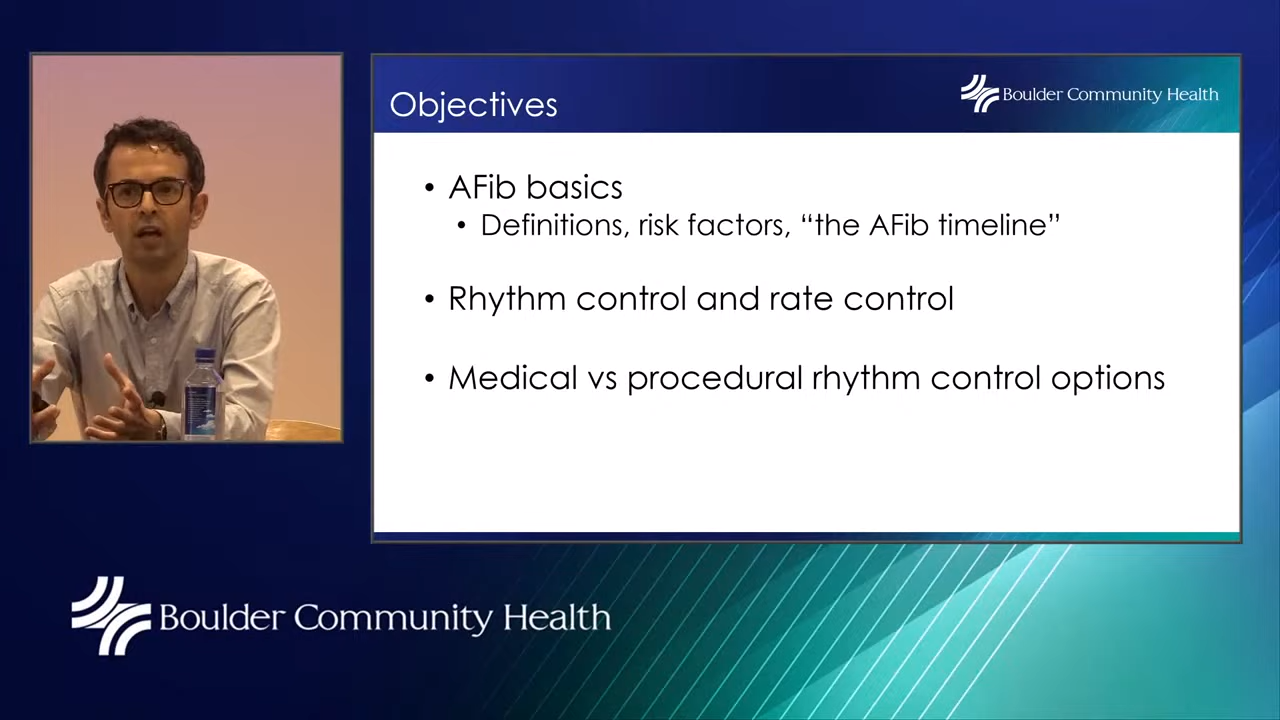 Objectives
Boulder Community Health
• AFib basics
• Definitions, risk factors, “the AFib timeline”
• Rhythm control and rate control
• Medical vs procedural rhythm control options
Boulder Community Health